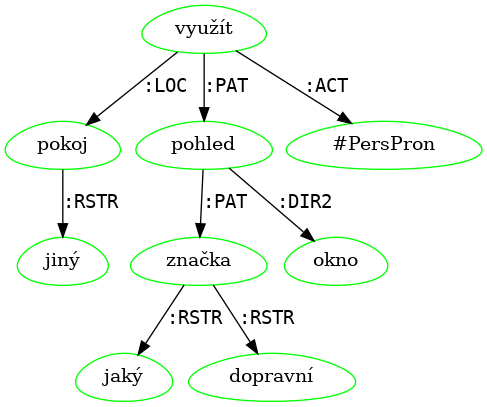 využít
:LOC :PAT :ACT
pokoj pohled #PersPron
:RSTR :PAT :DIR2
jiný značka okno
:RSTR :RSTR
jaký dopravní